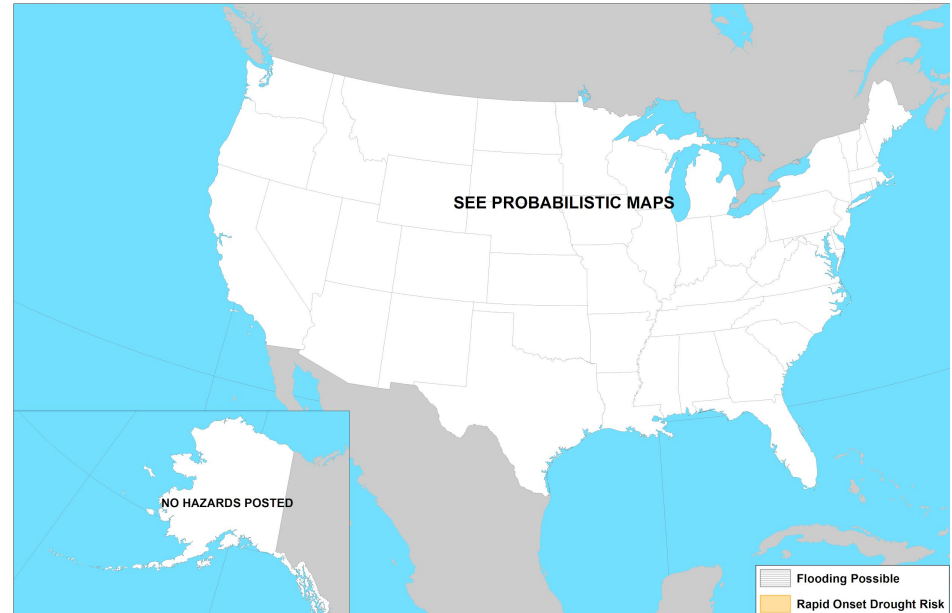 SEE PROBABILISTIC MAPS
NO HAZARDS POSTED
Flooding Possible
Rapid Onset Drought Risk